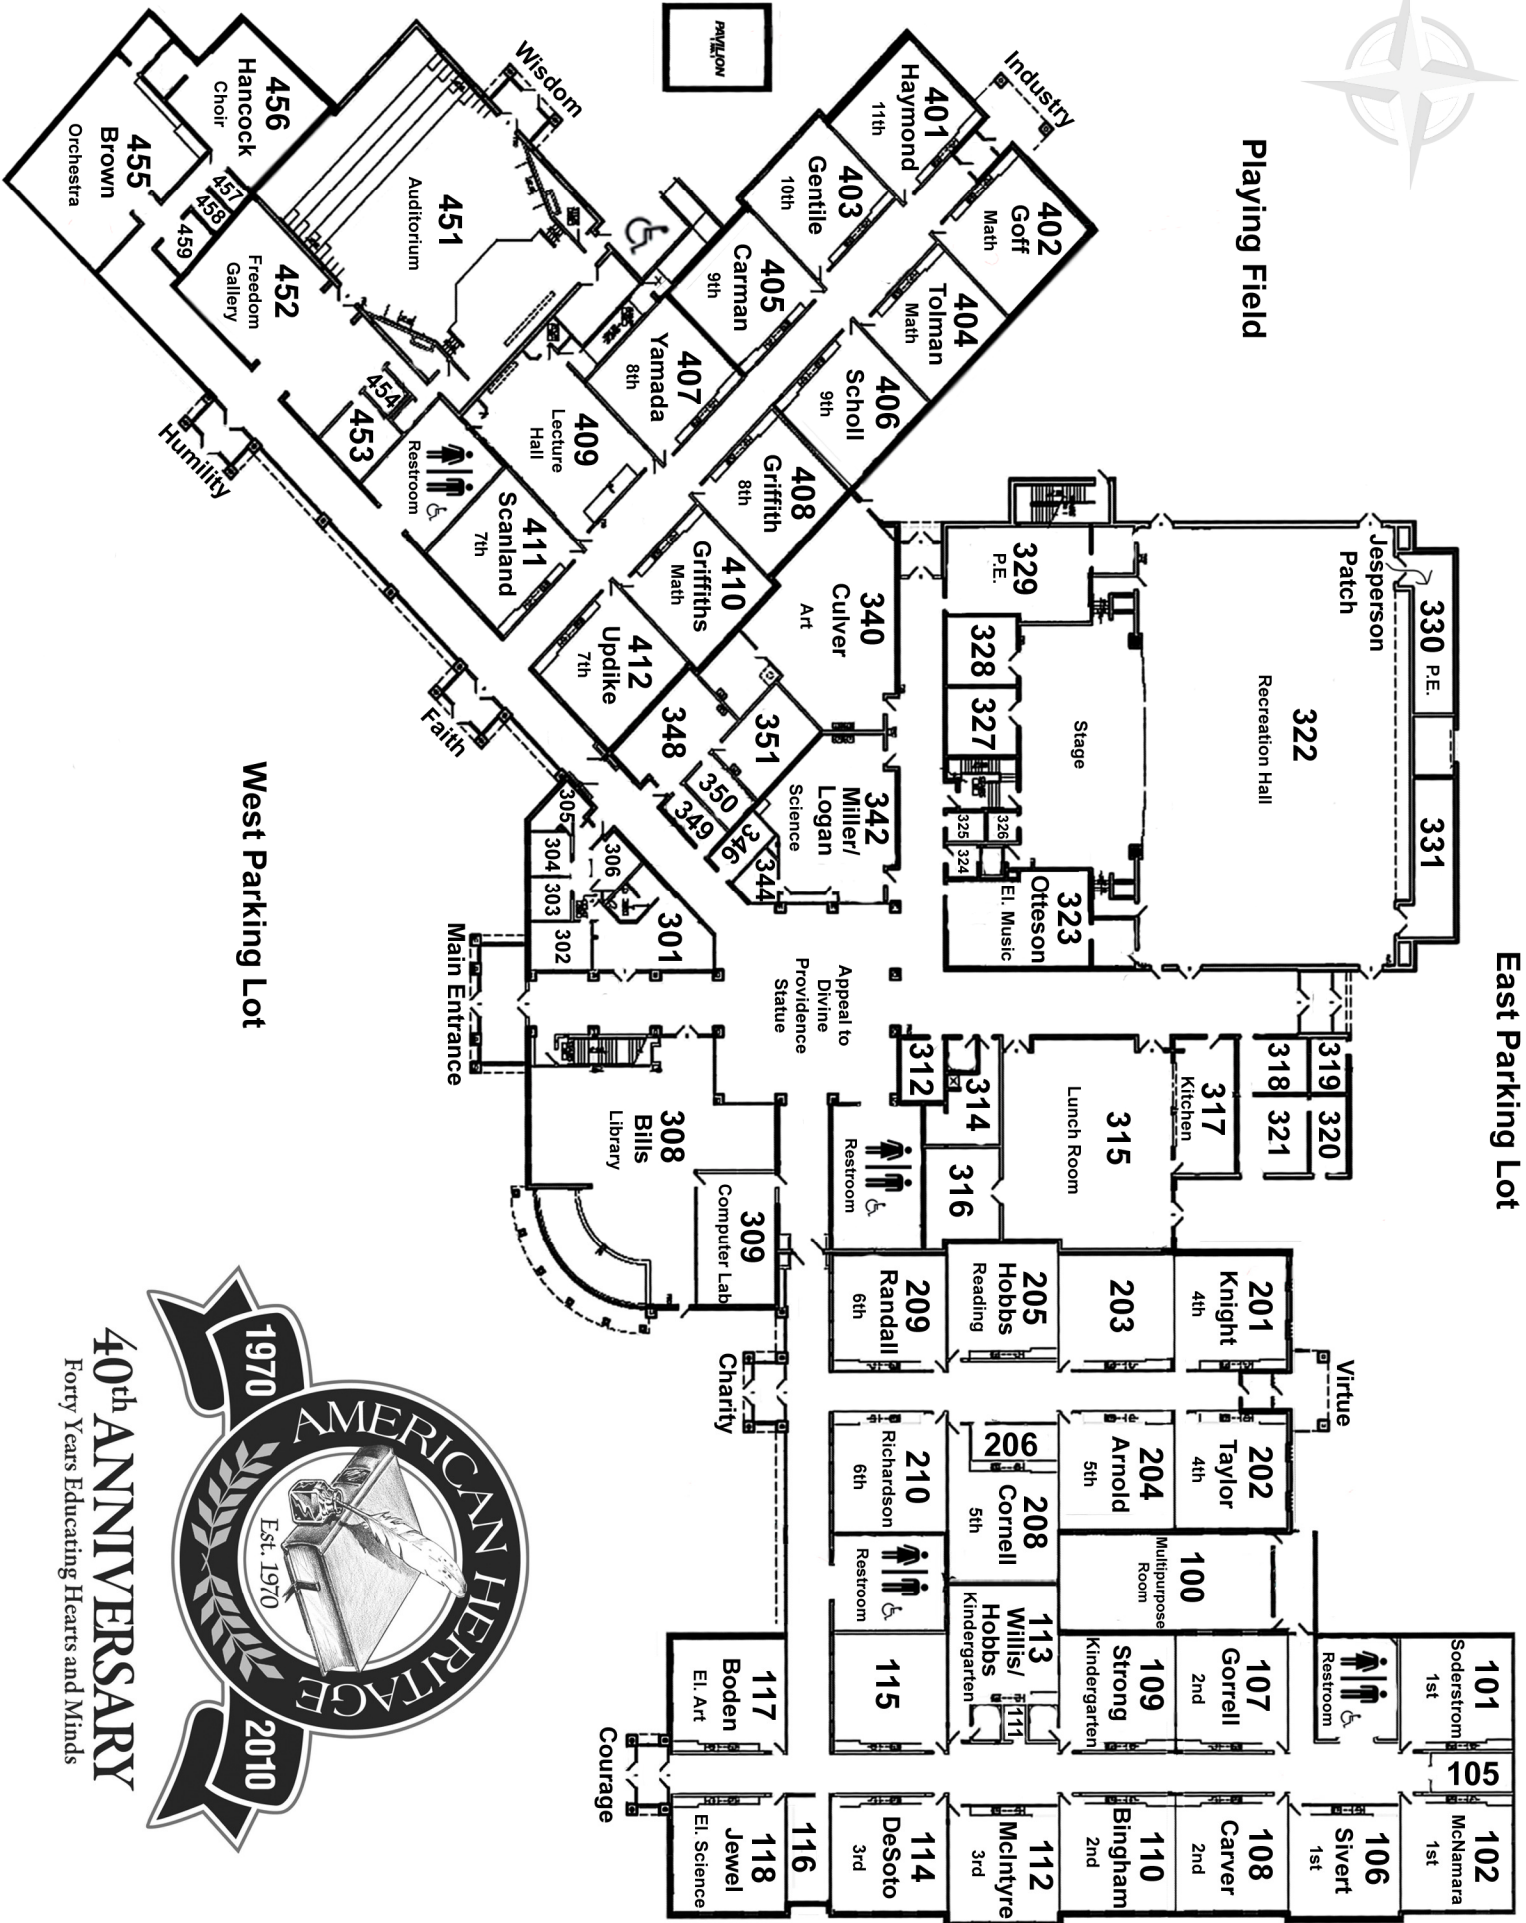 PAVILION
Wisdom
Industry
Playing Field
456
Hancock
Choir
455
Brown
Orchestra
457
458
459
452
Freedom
Gallery
451
Auditorium
454
453
Restroom
Humility
401
Haymond
11th
403
Gentile
10th
405
Carman
9th
407
Yamada
8th
409
Lecture
Hall
411
Scanland
7th
402
Goff
Math
404
Tolman
Math
406
Scholl
9th
408
Griffith
8th
410
Griffiths
Math
412
Updike
7th
Faith
West Parking Lot
340
Culver
Art
342
Miller/
Logan
Science
344
346
348
349
350
351
329
P.E.
328
327
325
326
324
323
Otteson
El. Music
Stage
322
Recreation Hall
Jesperson
Patch
330 P.E.
331
East Parking Lot
305
304
303
302
306
301
Main Entrance
Appeal to
Divine
Providence
Statue
308
Bills
Library
309
Computer Lab
312
314
316
Restroom
315
Lunch Room
317
Kitchen
318
319
320
321
209
Randall
6th
205
Hobbs
Reading
203
201
Knight
4th
Virtue
Charity
210
Richardson
6th
206
208
Cornell
5th
204
Arnold
5th
202
Taylor
4th
Restroom
100
Multipurpose
Room
117
Boden
El. Art
115
113
Willis/
Hobbs
Kindergarten
111
109
Strong
Kindergarten
107
Gorrell
2nd
Restroom
101
Soderstrom
1st
105
Courage
118
Jewel
El. Science
116
114
DeSoto
3rd
112
McIntyre
3rd
110
Bingham
2nd
108
Carver
2nd
106
Sivert
1st
102
McNamara
1st
AMERICAN HERITAGE
Est. 1970
1970
2010
40th ANNIVERSARY
Forty Years Educating Hearts and Minds